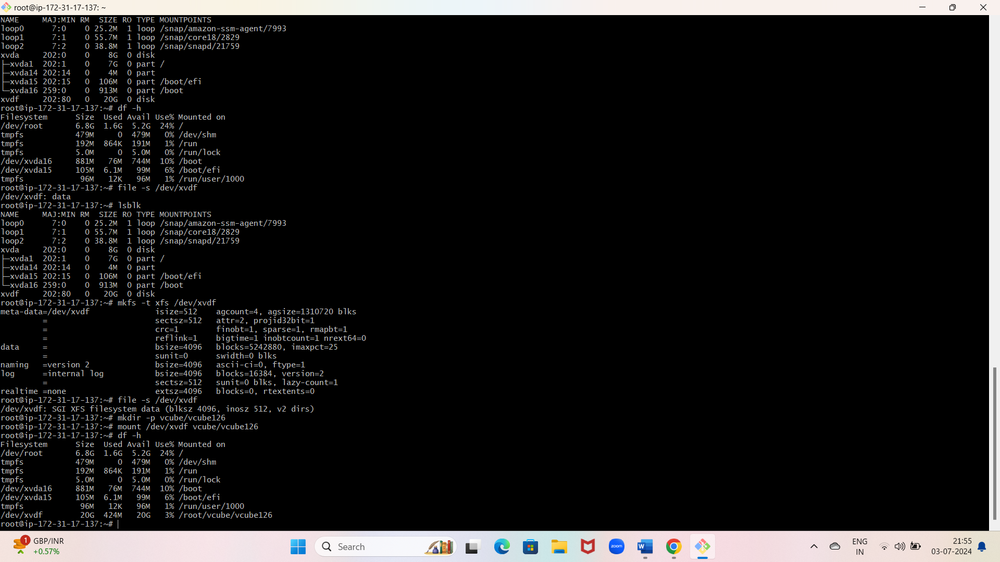 root@ip-172-31-17-137: ~
NAME     MAJ:MIN RM   SIZE RO TYPE MOUNTPOINTS
loop0      7:0    0 25.2M  1 loop /snap/amazon-ssm-agent/7993
loop1      7:1    0 55.7M  1 loop /snap/core18/2829
loop2      7:2    0 38.8M  1 loop /snap/snapd/21759
xvda     202:0    0    8G  0 disk
├─xvda1  202:1    0    7G  0 part /
├─xvda14 202:14   0    4M  0 part
├─xvda15 202:15   0  106M  0 part /boot/efi
└─xvda16 259:0    0  913M  0 part /boot
xvdf     202:80   0   20G  0 disk
root@ip-172-31-17-137:~# df -h
Filesystem      Size  Used Avail Use% Mounted on
/dev/root       6.8G  1.6G  5.2G  24% /
tmpfs           479M     0  479M   0% /dev/shm
tmpfs           192M  864K  191M   1% /run
tmpfs           5.0M     0  5.0M   0% /run/lock
/dev/xvda16     881M   76M  744M  10% /boot
/dev/xvda15     105M  6.1M   99M   6% /boot/efi
tmpfs            96M   12K   96M   1% /run/user/1000
root@ip-172-31-17-137:~# file -s /dev/xvdf
/dev/xvdf: data
root@ip-172-31-17-137:~# lsblk
NAME     MAJ:MIN RM   SIZE RO TYPE MOUNTPOINTS
loop0      7:0    0 25.2M  1 loop /snap/amazon-ssm-agent/7993
loop1      7:1    0 55.7M  1 loop /snap/core18/2829
loop2      7:2    0 38.8M  1 loop /snap/snapd/21759
xvda     202:0    0    8G  0 disk
├─xvda1  202:1    0    7G  0 part /
├─xvda14 202:14   0    4M  0 part
├─xvda15 202:15   0  106M  0 part /boot/efi
└─xvda16 259:0    0  913M  0 part /boot
xvdf     202:80   0   20G  0 disk
root@ip-172-31-17-137:~# mkfs -t xfs /dev/xvdf
meta-data=/dev/xvdf              isize=512    agcount=4, agsize=1310720 blks
         =                       sectsz=512   attr=2, projid32bit=1
         =                       crc=1        finobt=1, sparse=1, rmapbt=1
         =                       reflink=1    bigtime=1 inobtcount=1 nrext64=0
data     =                       bsize=4096   blocks=5242880, imaxpct=25
         =                       sunit=0      swidth=0 blks
naming   =version 2              bsize=4096   ascii-ci=0, ftype=1
log      =internal log           bsize=4096   blocks=16384, version=2
         =                       sectsz=512   sunit=0 blks, lazy-count=1
realtime =none                   extsz=4096   blocks=0, rtextents=0
root@ip-172-31-17-137:~# file -s /dev/xvdf
/dev/xvdf: SGI XFS filesystem data (blksz 4096, inosz 512, v2 dirs)
root@ip-172-31-17-137:~# mkdir -p vcube/vcube126
root@ip-172-31-17-137:~# mount /dev/xvdf vcube/vcube126
root@ip-172-31-17-137:~# df -h
Filesystem      Size  Used Avail Use% Mounted on
/dev/root       6.8G  1.6G  5.2G  24% /
tmpfs           479M     0  479M   0% /dev/shm
tmpfs           192M  864K  191M   1% /run
tmpfs           5.0M     0  5.0M   0% /run/lock
/dev/xvda16     881M   76M  744M  10% /boot
/dev/xvda15     105M  6.1M   99M   6% /boot/efi
tmpfs            96M   12K   96M   1% /run/user/1000
/dev/xvdf        20G  424M   20G   3% /root/vcube/vcube126
root@ip-172-31-17-137:~#
1
GBP/INR
+0.57%
Search
zoom
W
ENG
IN
21:55
03-07-2024